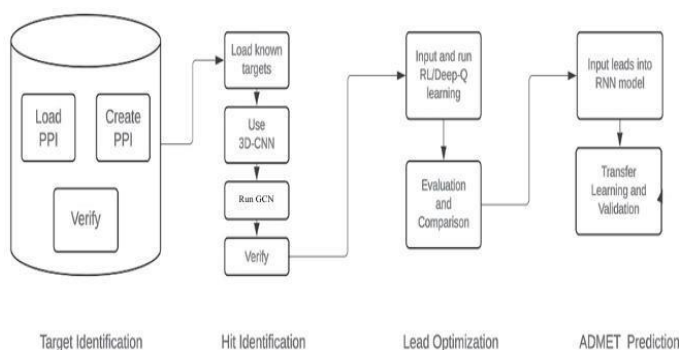 Load
PPI
Create
PPI
Verify
Load known
targets
Use
3D-CNN
Run GCN
Verify
Input and run
RL/Deep-Q
learning
Evaluation
and
Comparison
Input leads into
RNN model
Transfer
Learning and
Validation
Target Identification
Hit Identification
Lead Optimization
ADMET Prediction